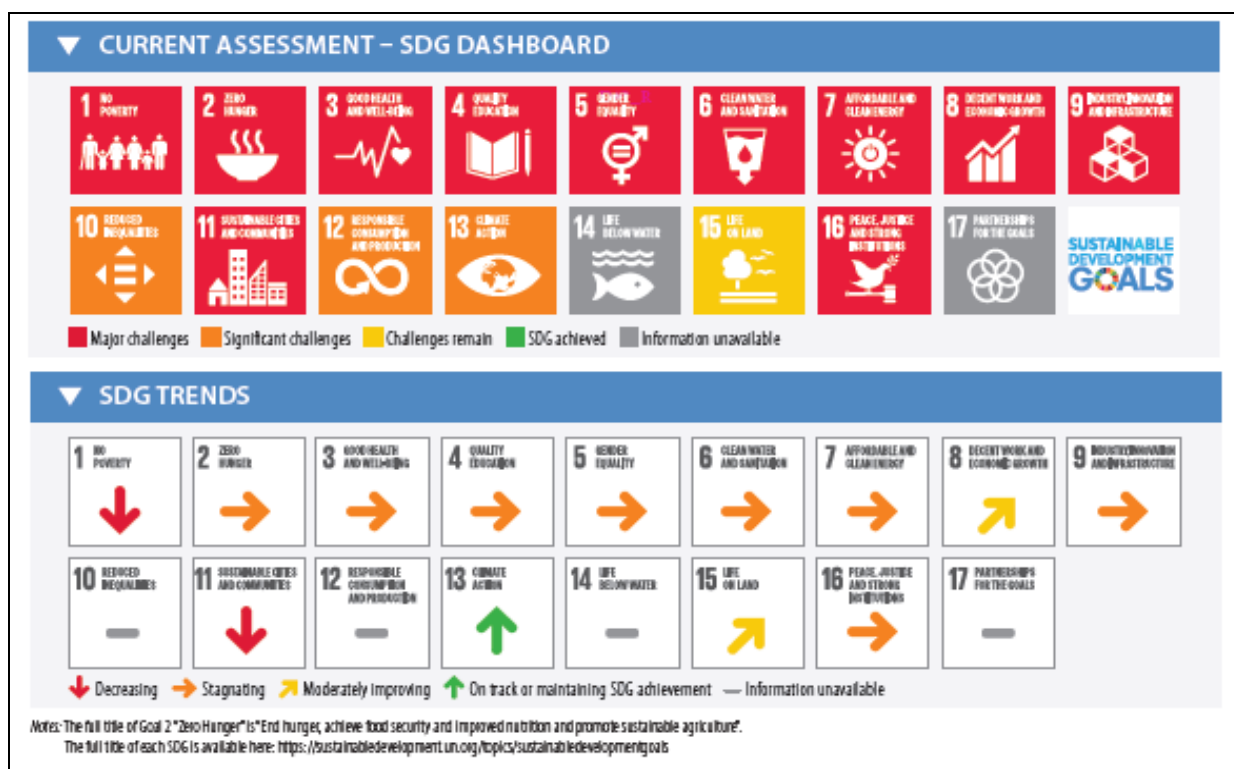 CURRENT ASSESSMENT – SDG DASHBOARD
1 NO POVERTY
2 ZERO HUNGER
3 GOOD HEALTH AND WELL-BEING
4 QUALITY EDUCATION
5 GENDER EQUALITY
6 CLEAN WATER AND SANITATION
7 AFFORDABLE AND CLEAN ENERGY
8 DECENT WORK AND ECONOMIC GROWTH
9 INDUSTRY, INNOVATION AND INFRASTRUCTURE
10 REDUCED INEQUALITIES
11 SUSTAINABLE CITIES AND COMMUNITIES
12 RESPONSIBLE CONSUMPTION AND PRODUCTION
13 CLIMATE ACTION
14 LIFE BELOW WATER
15 LIFE ON LAND
16 PEACE, JUSTICE AND STRONG INSTITUTIONS
17 PARTNERSHIPS FOR THE GOALS
SUSTAINABLE
DEVELOPMENT
GOALS
Major challenges Significant challenges Challenges remain SDG achieved Information unavailable
SDG TRENDS
1 NO POVERTY
2 ZERO HUNGER
3 GOOD HEALTH AND WELL-BEING
4 QUALITY EDUCATION
5 GENDER EQUALITY
6 CLEAN WATER AND SANITATION
7 AFFORDABLE AND CLEAN ENERGY
8 DECENT WORK AND ECONOMIC GROWTH
9 INDUSTRY, INNOVATION AND INFRASTRUCTURE
10 REDUCED INEQUALITIES
11 SUSTAINABLE CITIES AND COMMUNITIES
12 RESPONSIBLE CONSUMPTION AND PRODUCTION
13 CLIMATE ACTION
14 LIFE BELOW WATER
15 LIFE ON LAND
16 PEACE, JUSTICE AND STRONG INSTITUTIONS
17 PARTNERSHIPS FOR THE GOALS
Decreasing Stagnating Moderately improving On track or maintaining SDG achievement Information unavailable
Notes: The full title of Goal 2 "Zero Hunger" is "End hunger, achieve food security and improved nutrition and promote sustainable agriculture".
The full title of each SDG is available here: https://sustainabledevelopment.un.org/topics/sustainabledevelopmentgoals